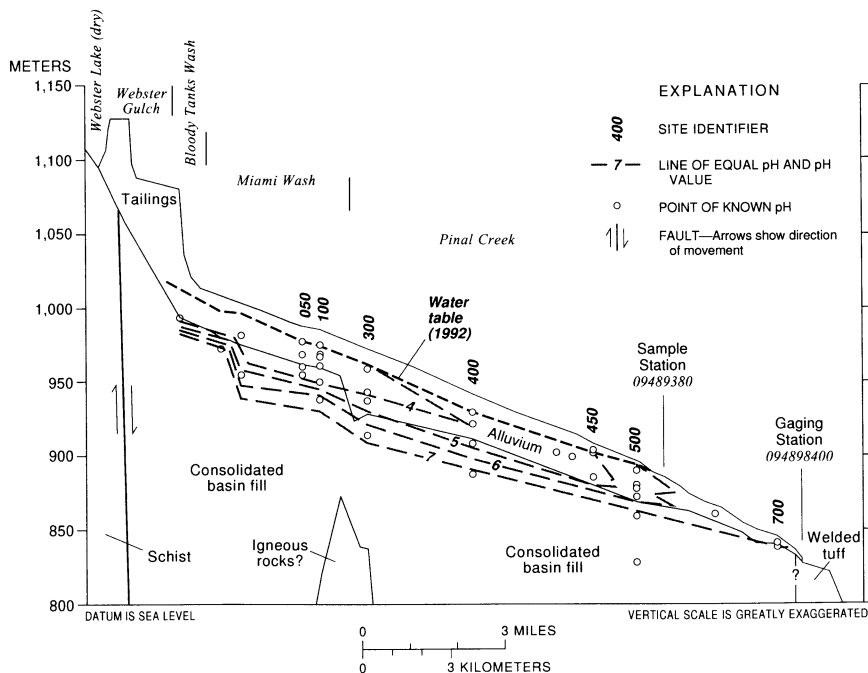 METERS
1,150
1,100
1,050
1,000
950
900
850
800
Webster Lake (dry)
Webster
Gulch
Bloody Tanks Wash
Miami Wash
Pinal Creek
Tailings
050
100
300
400
450
500
700
Water
table
(1992)
Sample
Station
09489380
Gaging
Station
094898400
4
5
6
7
Alluvium
Consolidated
basin fill
Schist
Igneous
rocks?
Consolidated
basin fill
Welded
tuff
?
EXPLANATION
400
SITE IDENTIFIER
7
LINE OF EQUAL pH AND pH
VALUE
POINT OF KNOWN pH
FAULT—Arrows show direction
of movement
DATUM IS SEA LEVEL
VERTICAL SCALE IS GREATLY EXAGGERATED
0
3 MILES
0
3 KILOMETERS